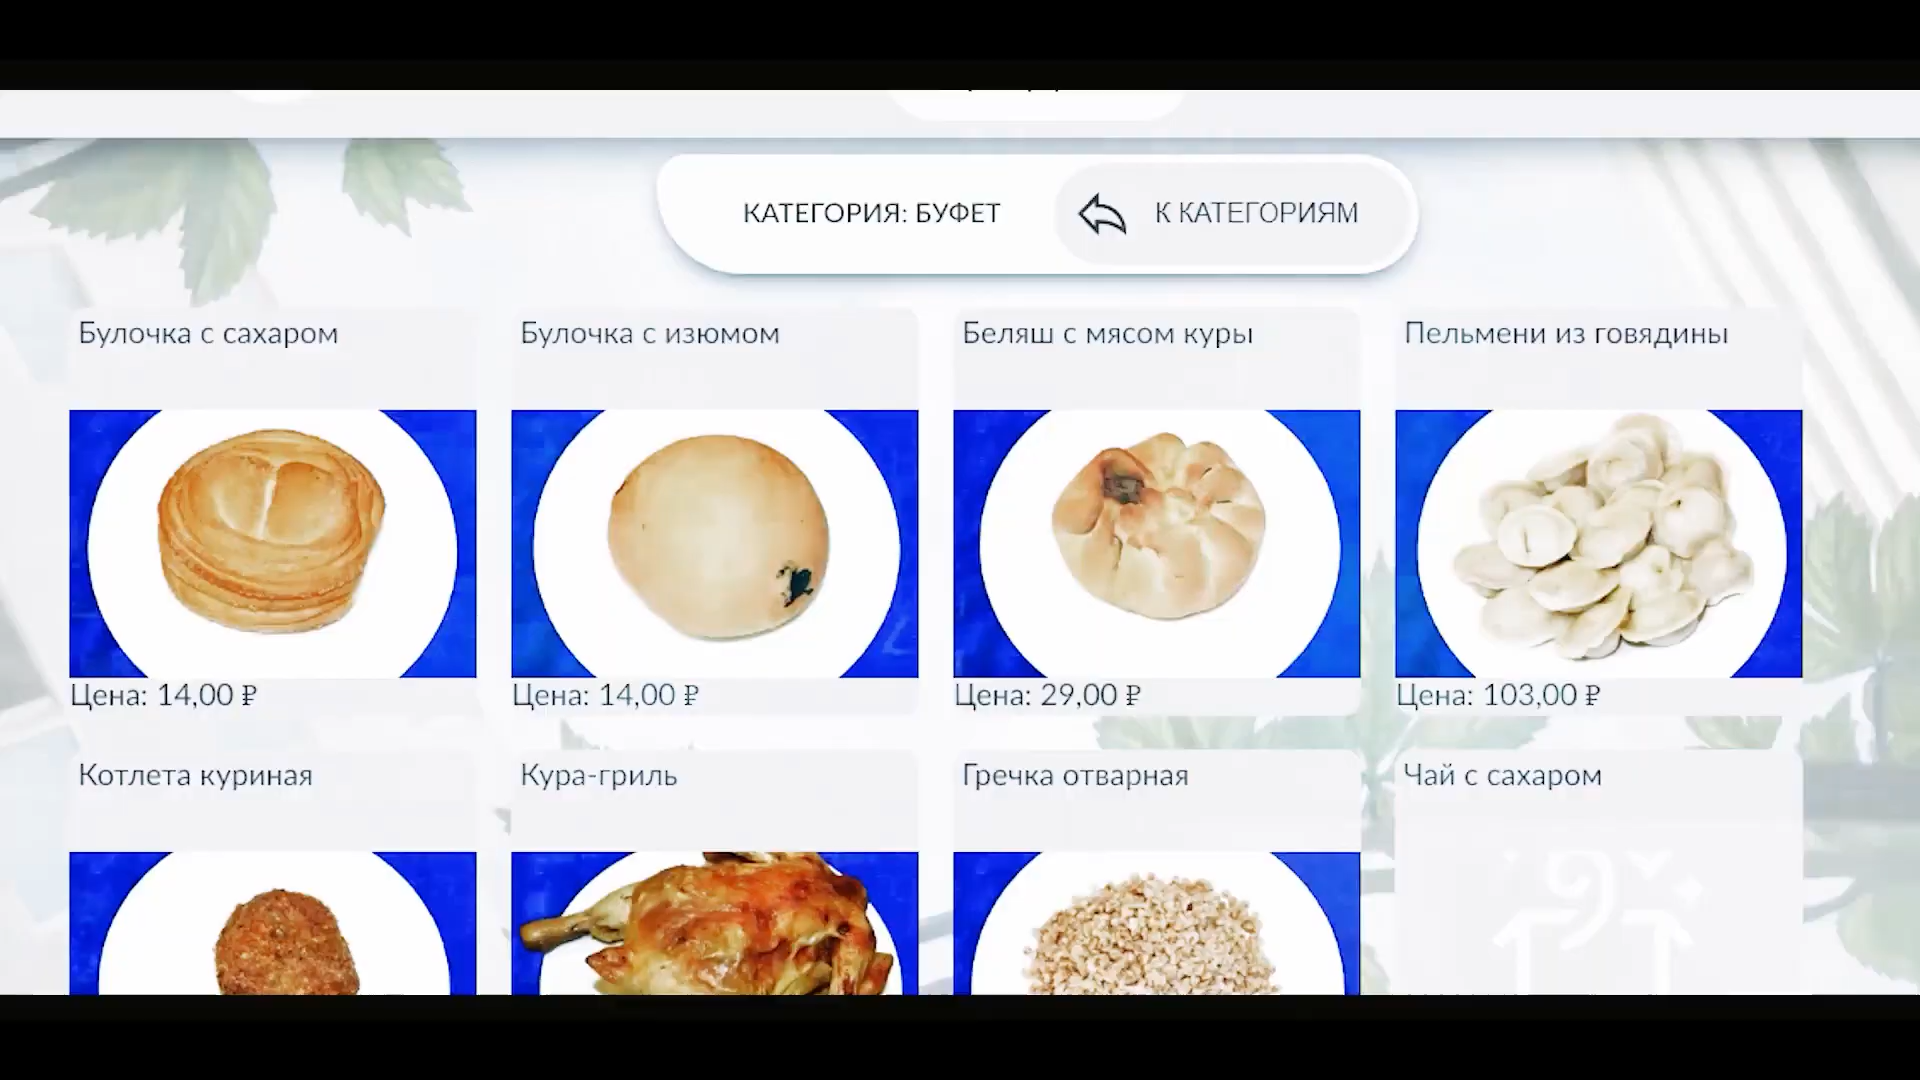 КАТЕГОРИЯ: БУФЕТ
К КАТЕГОРИЯМ
Булочка с сахаром
Булочка с изюмом
Беляш с мясом куры
Пельмени из говядины
Цена: 14,00 ₽
Цена: 14,00 ₽
Цена: 29,00 ₽
Цена: 103,00 ₽
Котлета куриная
Кура-гриль
Гречка отварная
Чай с сахаром